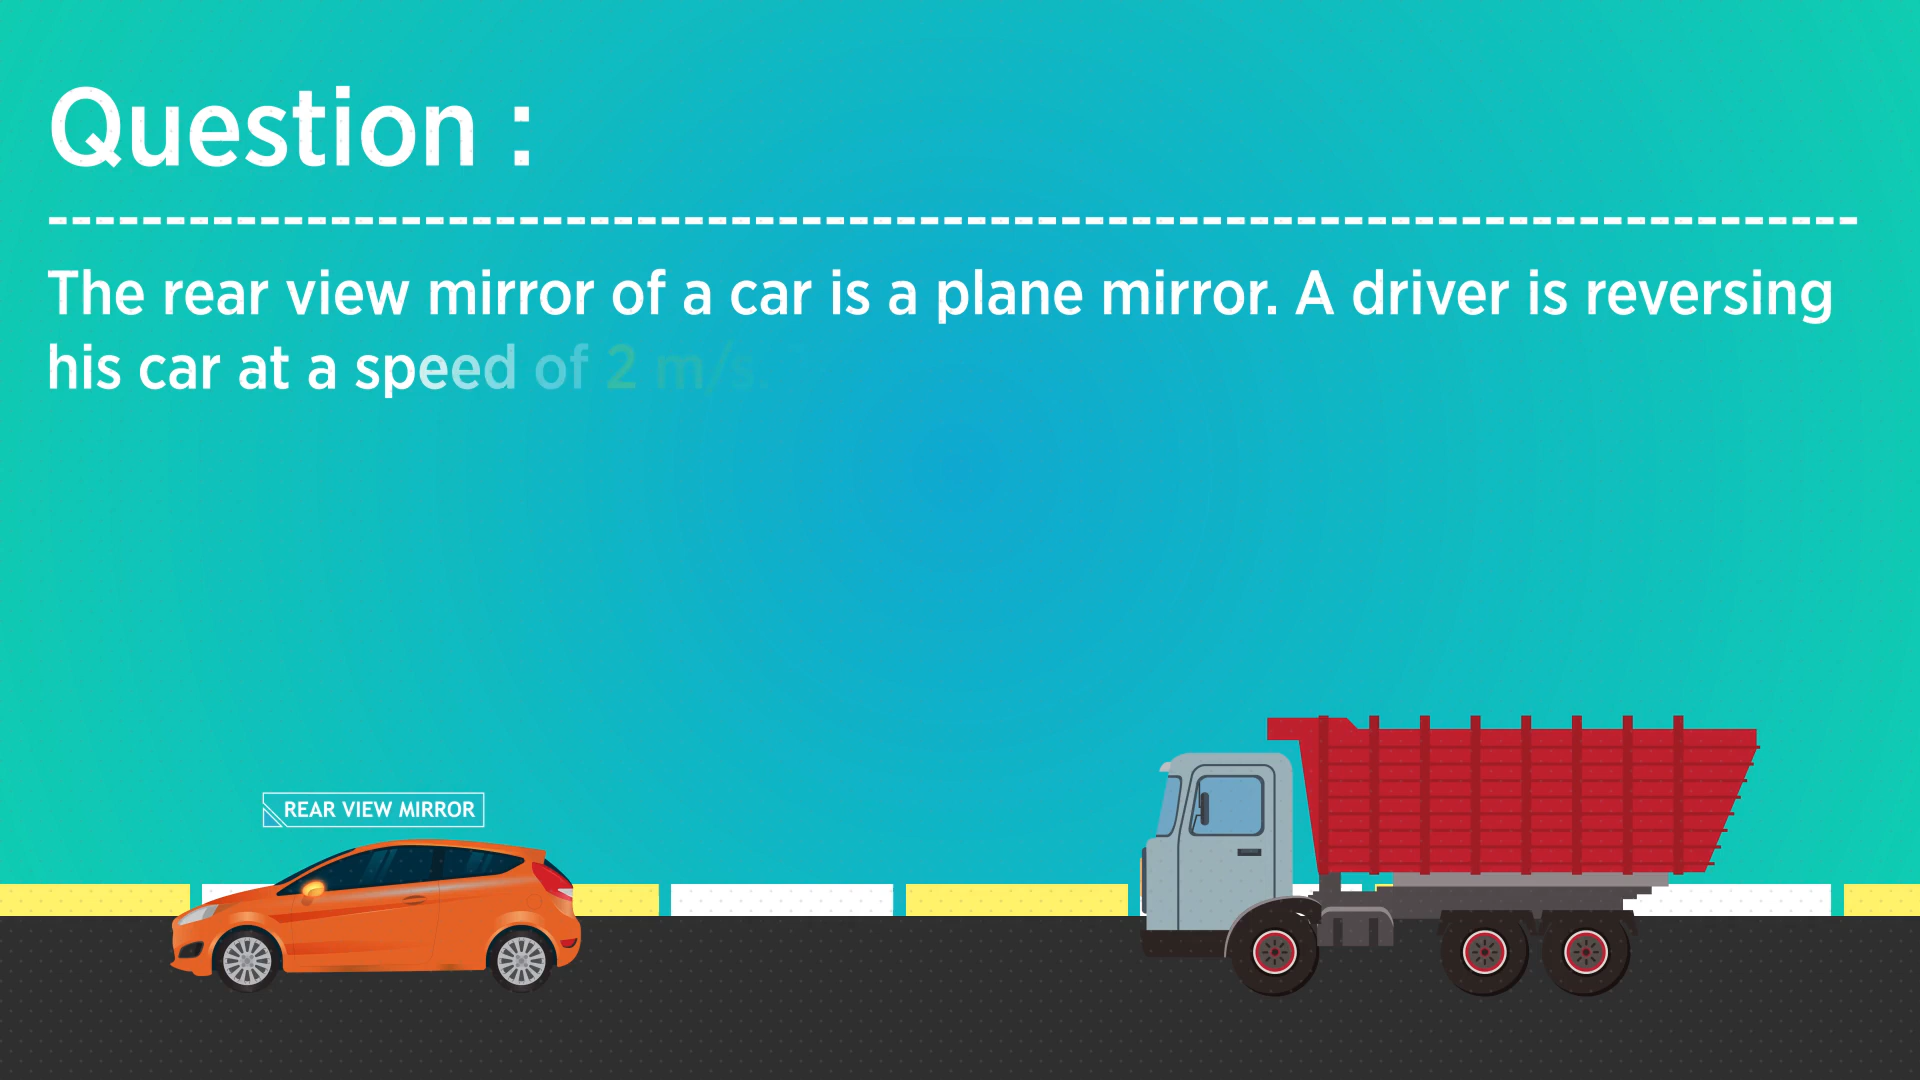 Question :
The rear view mirror of a car is a plane mirror. A driver is reversing
his car at a speed of 2 m/s.
REAR VIEW MIRROR